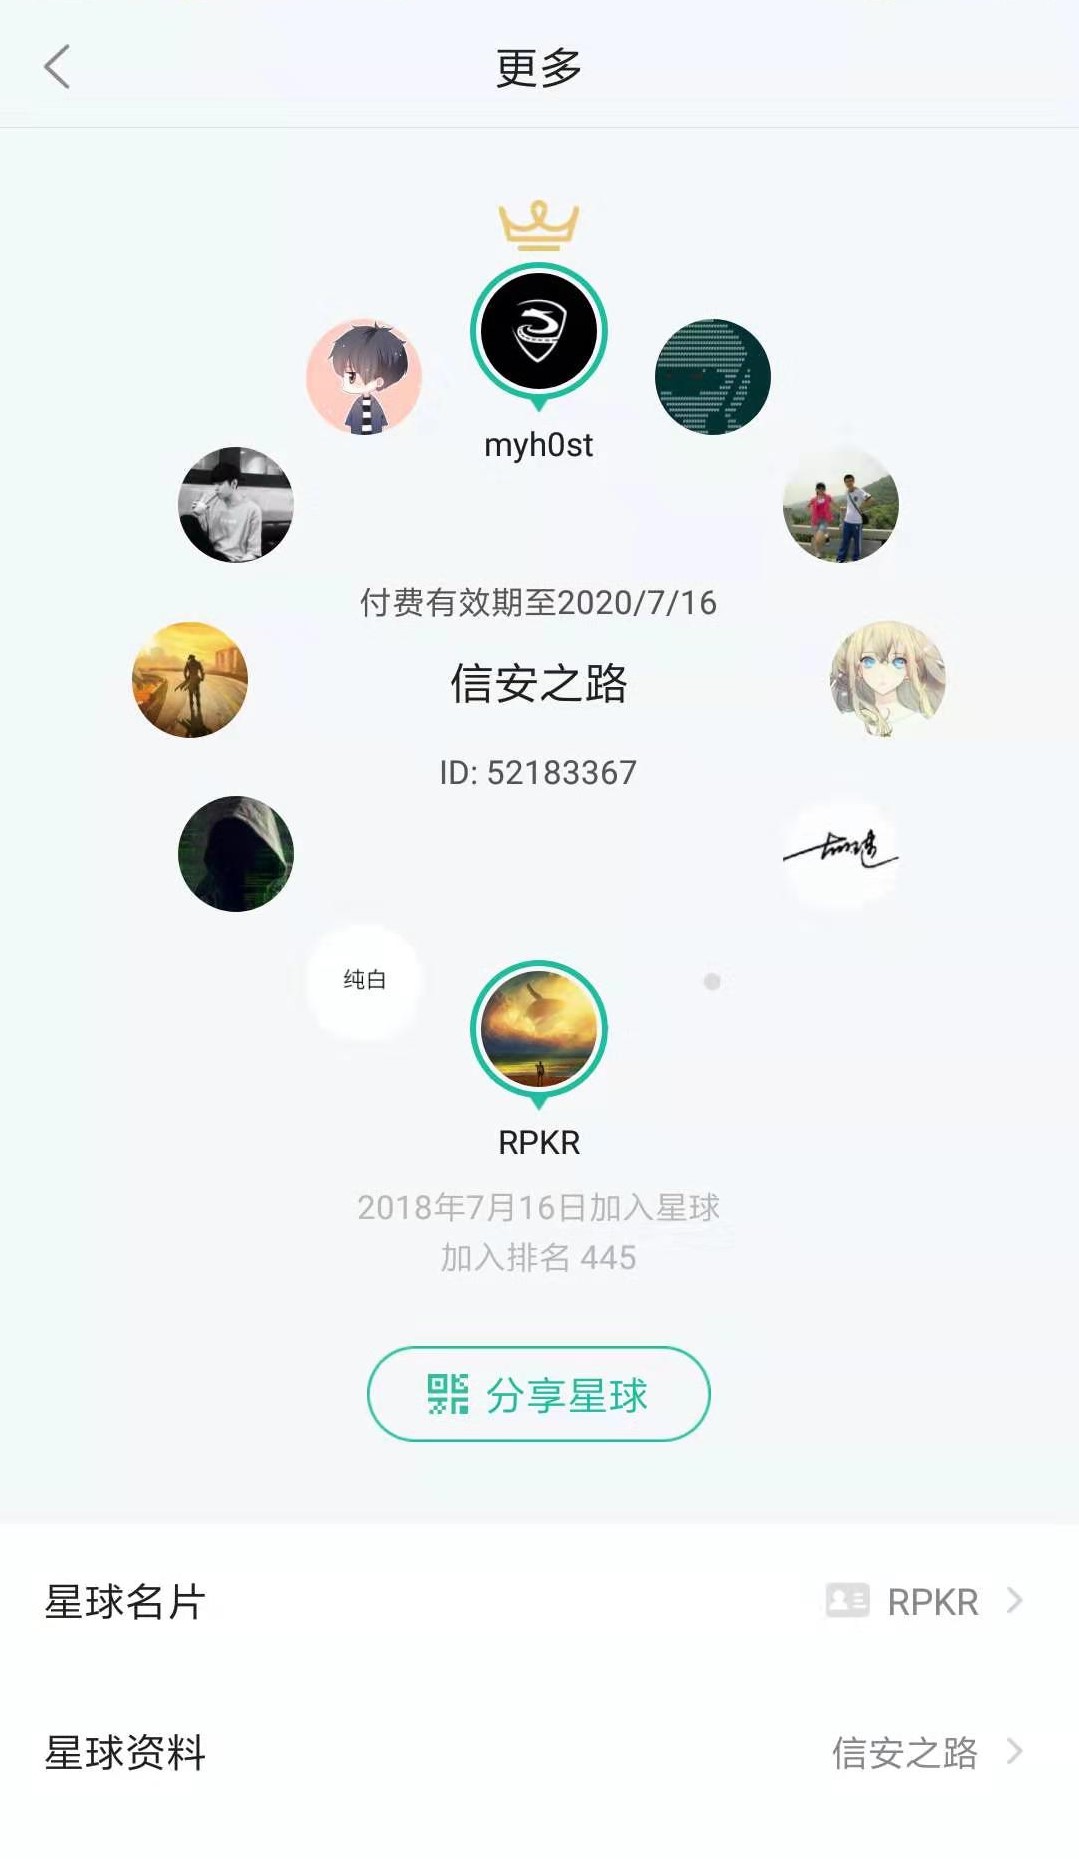 更多
myh0st
付费有效期至2020/7/16
信安之路
ID: 52183367
纯白
RPKR
2018年7月16日加入星球
加入排名 445
分享星球
星球名片 RPKR
星球资料 信安之路